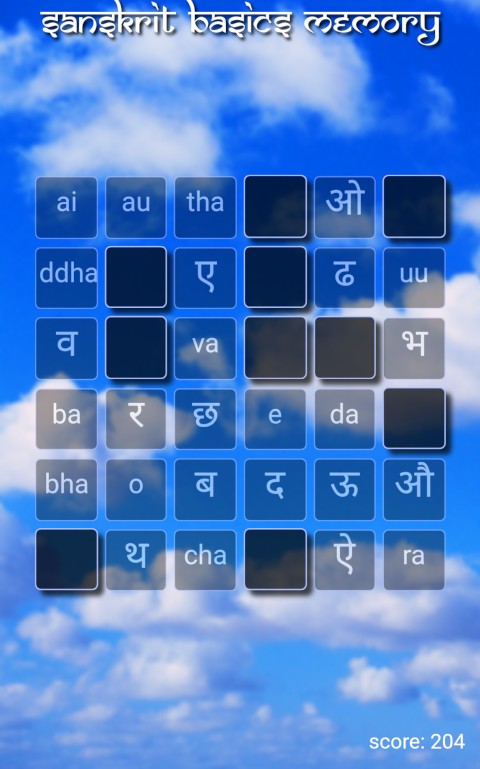 sanskrit basics memory
ai au tha ओ
ddha ए ढ uu
व va भ
ba र छ e da
bha o ब द ऊ औ
थ cha ऐ ra
score: 204